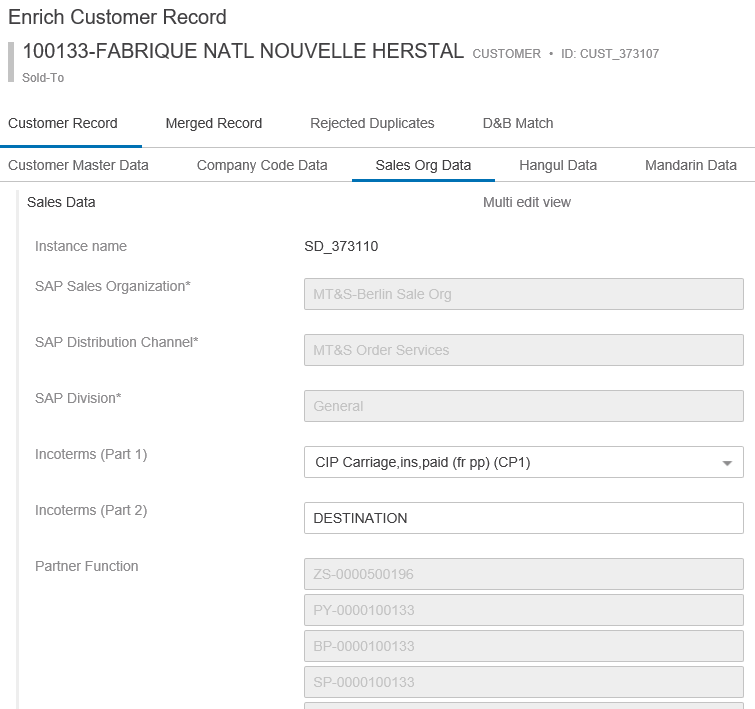 Enrich Customer Record
100133-FABRIQUE NATL NOUVELLE HERSTAL CUSTOMER • ID: CUST_373107
Sold-To
Customer Record Merged Record Rejected Duplicates D&B Match
Customer Master Data Company Code Data Sales Org Data Hangul Data Mandarin Data
Sales Data Multi edit view
Instance name SD_373110
SAP Sales Organization* MT&S-Berlin Sale Org
SAP Distribution Channel* MT&S Order Services
SAP Division* General
Incoterms (Part 1) CIP Carriage,ins,paid (fr pp) (CP1)
Incoterms (Part 2) DESTINATION
Partner Function ZS-0000500196
PY-0000100133
BP-0000100133
SP-0000100133